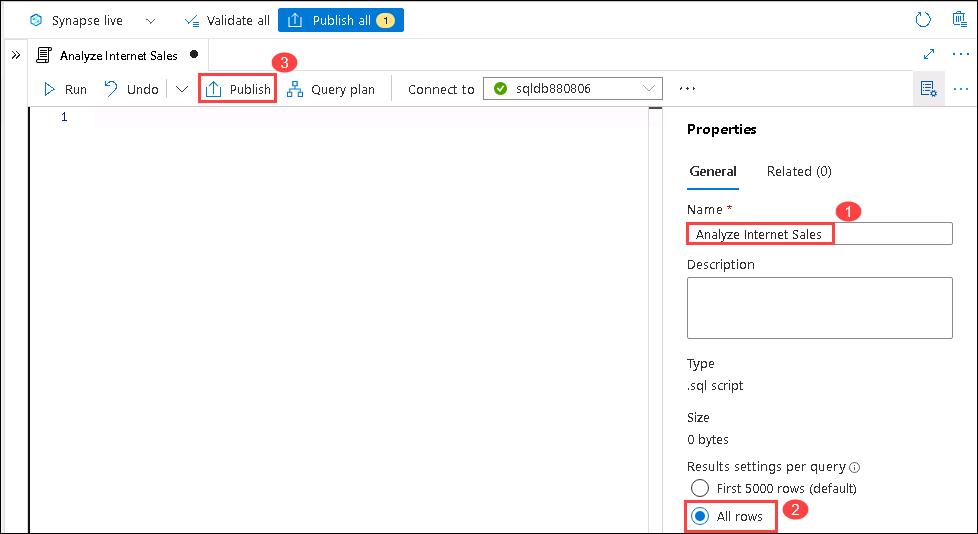 Synapse live Validate all Publish all 1
Analyze Internet Sales
3
Run Undo Publish Query plan Connect to sqldb880806
1
Properties
General Related (0)
Name *
1
Analyze Internet Sales
Description
Type
.sql script
Size
0 bytes
Results settings per query
First 5000 rows (default)
All rows
2